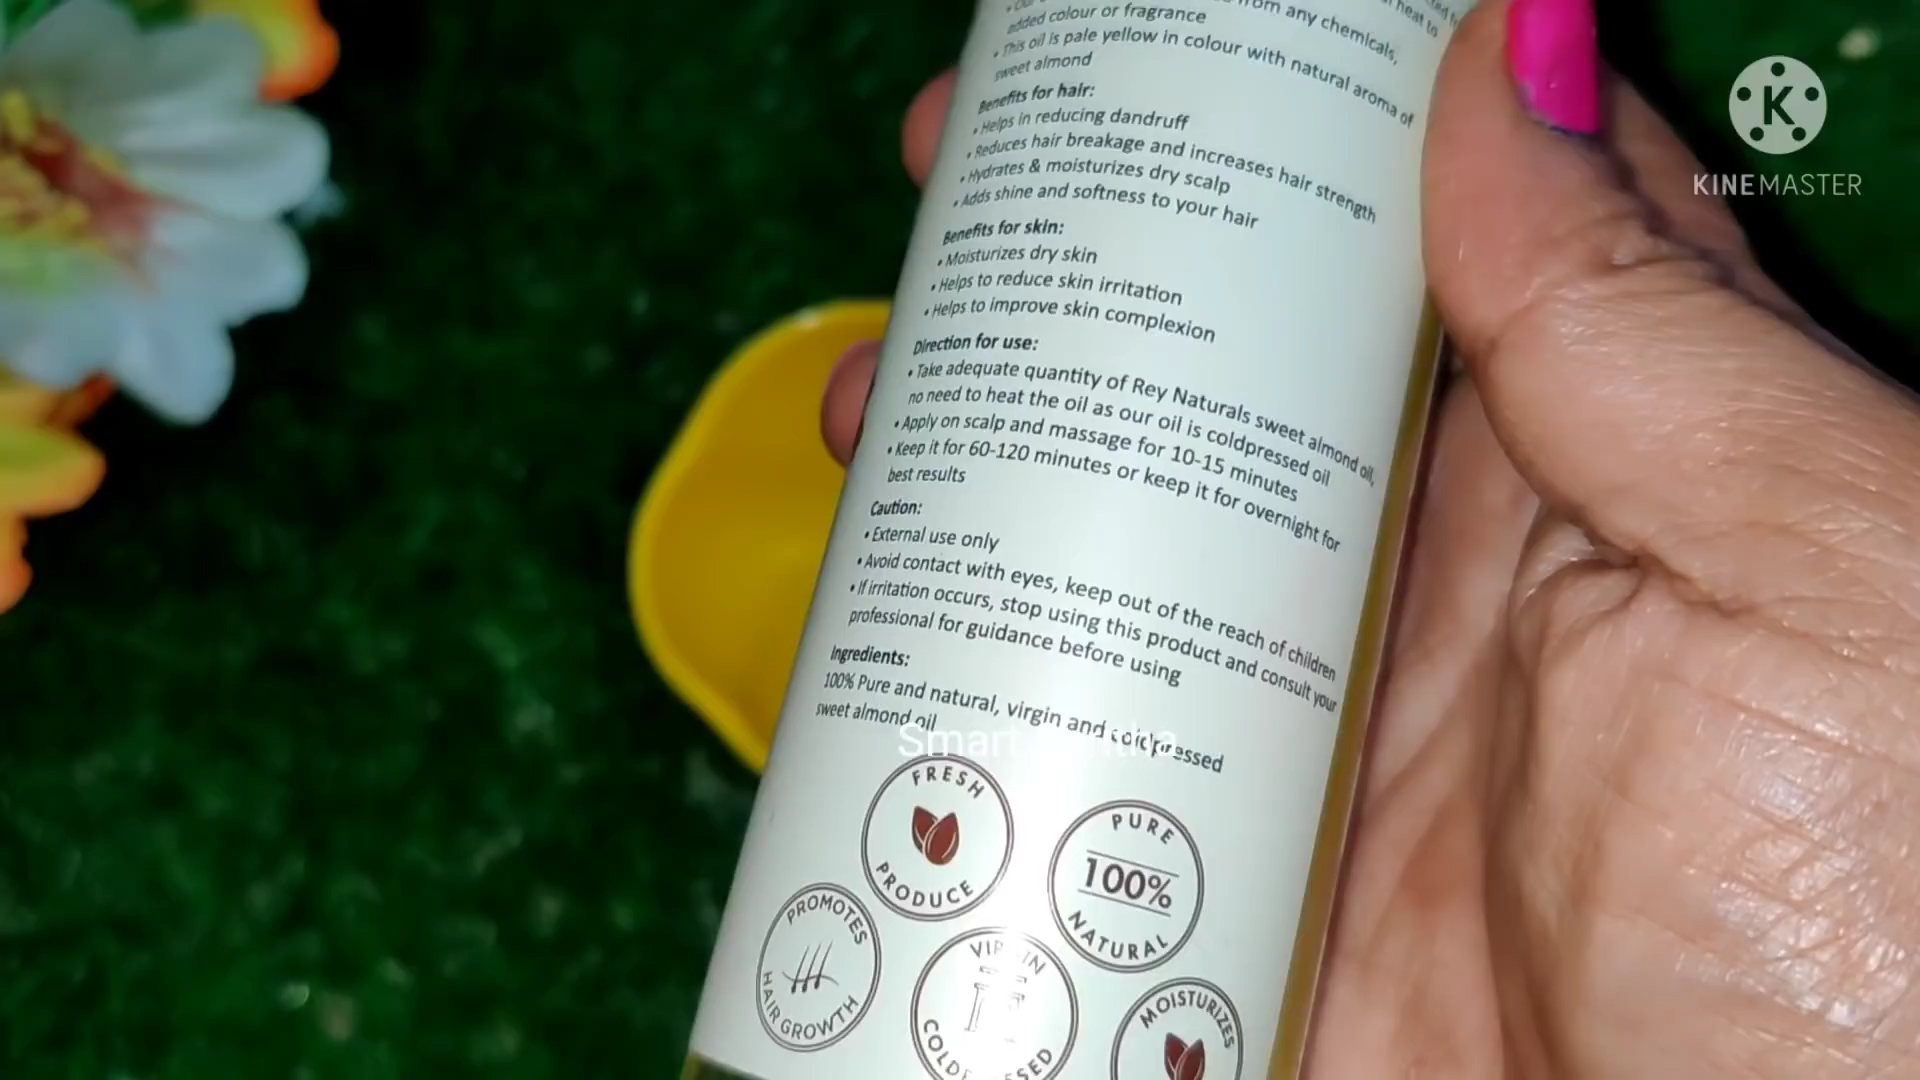 from any chemicals,
added colour or fragrance
• This oil is pale yellow in colour with natural aroma of
sweet almond
Benefits for hair:
• Helps in reducing dandruff
• Reduces hair breakage and increases hair strength
• Hydrates & moisturizes dry scalp
• Adds shine and softness to your hair
Benefits for skin:
• Moisturizes dry skin
• Helps to reduce skin irritation
• Helps to improve skin complexion
Direction for use:
• Take adequate quantity of Rey Naturals sweet almond oil,
no need to heat the oil as our oil is coldpressed oil
• Apply on scalp and massage for 10-15 minutes
• Keep it for 60-120 minutes or keep it for overnight for
best results
Caution:
• External use only
• Avoid contact with eyes, keep out of the reach of children
• If irritation occurs, stop using this product and consult your
professional for guidance before using
Ingredients:
100% Pure and natural, virgin and coldpressed
sweet almond oil
Smart
FRESH
PRODUCE
PURE
100%
NATURAL
PROMOTES
HAIR GROWTH
MOISTURIZES
K
KINEMASTER